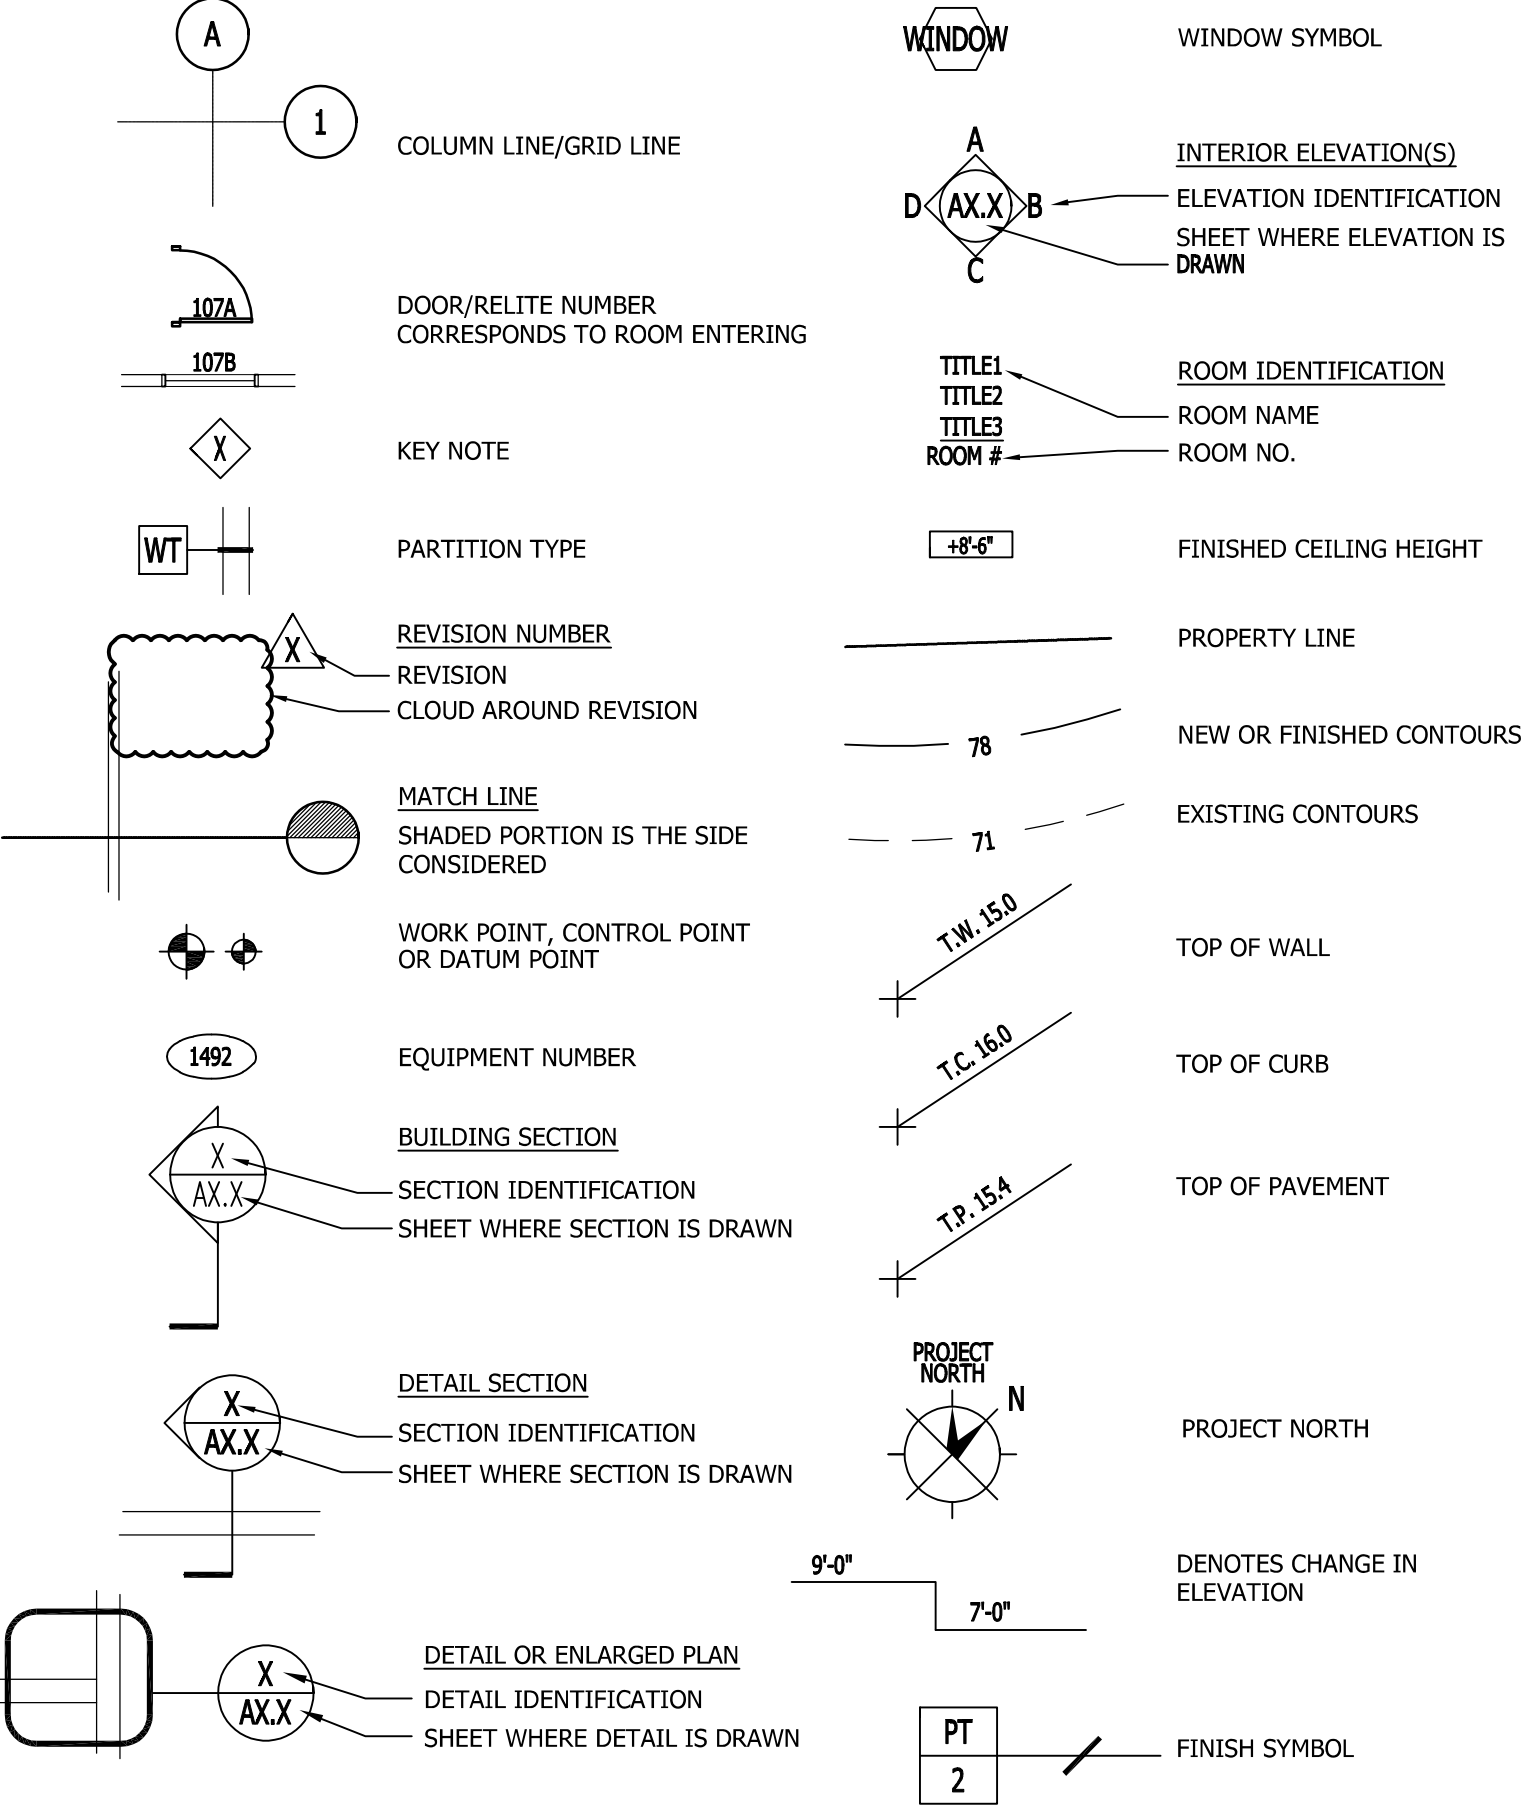 A
1
COLUMN LINE/GRID LINE
107A
DOOR/RELITE NUMBER
CORRESPONDS TO ROOM ENTERING
107B
X
KEY NOTE
WT
PARTITION TYPE
REVISION NUMBER
X
REVISION
CLOUD AROUND REVISION
MATCH LINE
SHADED PORTION IS THE SIDE
CONSIDERED
WORK POINT, CONTROL POINT
OR DATUM POINT
1492
EQUIPMENT NUMBER
BUILDING SECTION
X
SECTION IDENTIFICATION
AX.X
SHEET WHERE SECTION IS DRAWN
DETAIL SECTION
X
SECTION IDENTIFICATION
AX.X
SHEET WHERE SECTION IS DRAWN
DETAIL OR ENLARGED PLAN
X
DETAIL IDENTIFICATION
AX.X
SHEET WHERE DETAIL IS DRAWN
WINDOW
WINDOW SYMBOL
A
INTERIOR ELEVATION(S)
D AX.X B
ELEVATION IDENTIFICATION
SHEET WHERE ELEVATION IS
DRAWN
C
TITLE1
ROOM IDENTIFICATION
TITLE2
ROOM NAME
TITLE3
ROOM #
ROOM NO.
+8'-6"
FINISHED CEILING HEIGHT
PROPERTY LINE
78
NEW OR FINISHED CONTOURS
71
EXISTING CONTOURS
T.W. 15.0
TOP OF WALL
T.C. 16.0
TOP OF CURB
T.P. 15.4
TOP OF PAVEMENT
PROJECT
NORTH
N
PROJECT NORTH
9'-0"
7'-0"
DENOTES CHANGE IN
ELEVATION
PT
2
FINISH SYMBOL